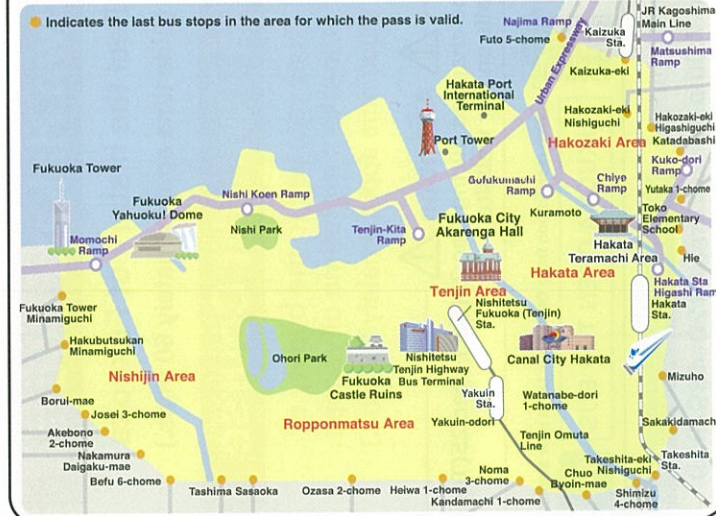 Indicates the last bus stops in the area for which the pass is valid.
Najima Ramp
Futo 5-chome
Urban Expressway
Kaizuka
Sta.
JR Kagoshima
Main Line
Matsushima
Ramp
Kaizuka-eki
Hakata Port
International
Terminal
Port Tower
Hakozaki-eki
Nishiguchi
Hakozaki-eki
Higashiguchi
Hakozaki Area
Katadabashi
Kuko-dori
Ramp
Yutaka 1-chome
Fukuoka Tower
Fukuoka
Yahuoku! Dome
Nishi Koen Ramp
Nishi Park
Momochi
Ramp
Tenjin-Kita
Ramp
Gofukumachi
Ramp
Chiye
Ramp
Kuramoto
Toko
Elementary
School
Fukuoka City
Akarenga Hall
Hakata
Teramachi Area
Hie
Hakata Area
Hakata Sta
Higashi Ram
Hakata
Sta.
Tenjin Area
Nishitetsu
Fukuoka (Tenjin)
Sta.
Fukuoka Tower
Minamiguchi
Hakubutsukan
Minamiguchi
Nishijin Area
Ohori Park
Fukuoka
Castle Ruins
Nishitetsu
Tenjin Highway
Bus Terminal
Canal City Hakata
Mizuho
Borui-mae
Josei 3-chome
Akebono
2-chome
Nakamura
Daigaku-mae
Befu 6-chome
Ropponmatsu Area
Yakuin
Sta.
Yakuin-odori
Watanabe-dori
1-chome
Tenjin Omuta
Line
Sakakidamach
Takeshita-eki
Nishiguchi
Takeshita
Sta.
Tashima
Sasaoka
Ozasa 2-chome
Heiwa 1-chome
Noma
3-chome
Kandamachi 1-chome
Chuo
Byoin-mae
Shimizu
4-chome